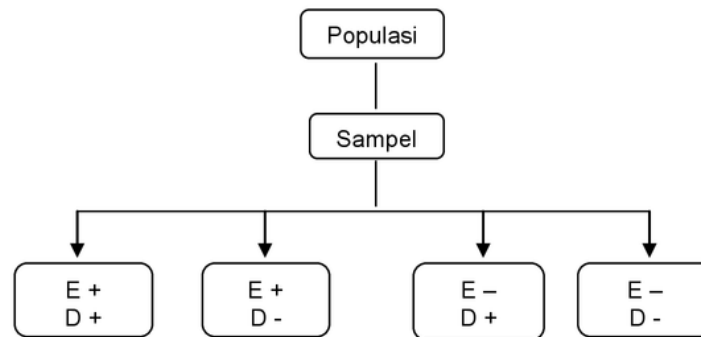 Populasi
Sampel
E +
D +
E +
D -
E –
D +
E –
D -